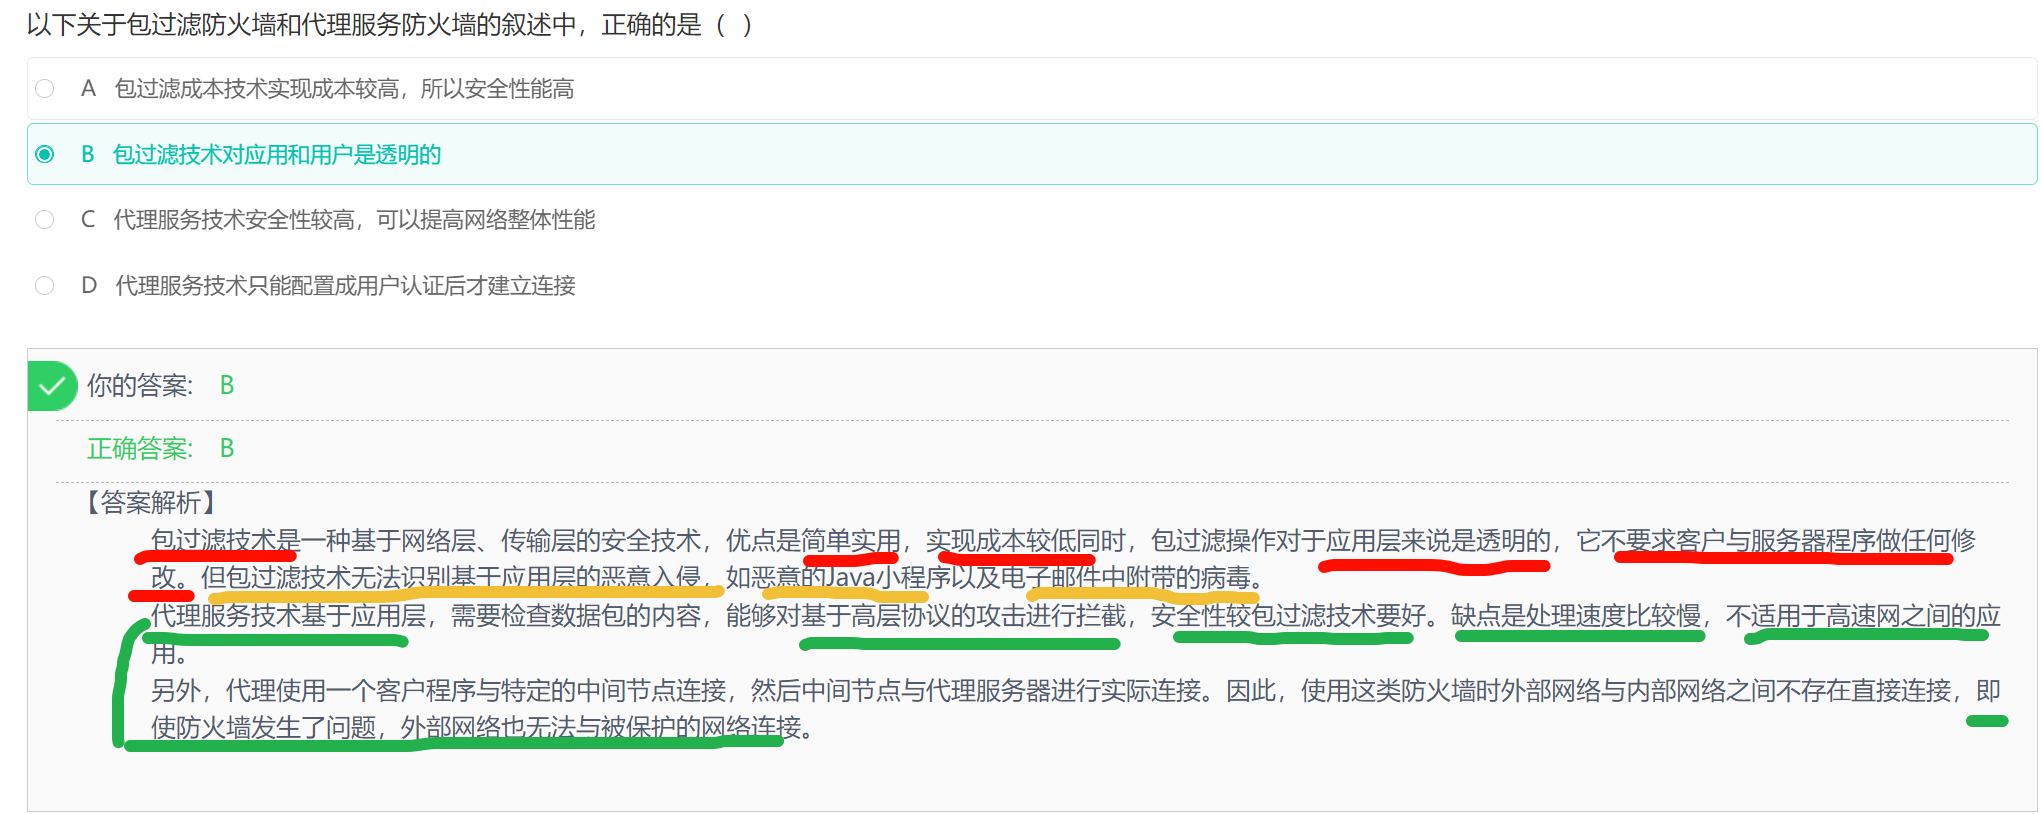 以下关于包过滤防火墙和代理服务防火墙的叙述中，正确的是（ ）
A 包过滤成本技术实现成本较高，所以安全性能高
B 包过滤技术对应用和用户是透明的
C 代理服务技术安全性较高，可以提高网络整体性能
D 代理服务技术只能配置成用户认证后才建立连接
你的答案: B
正确答案: B
【答案解析】
包过滤技术是一种基于网络层、传输层的安全技术，优点是简单实用，实现成本较低同时，包过滤操作对于应用层来说是透明的，它不要求客户与服务器程序做任何修
改。但包过滤技术无法识别基于应用层的恶意入侵，如恶意的Java小程序以及电子邮件中附带的病毒。
代理服务技术基于应用层，需要检查数据包的内容，能够对基于高层协议的攻击进行拦截，安全性较包过滤技术要好。缺点是处理速度比较慢，不适用于高速网之间的应
用。
另外，代理使用一个客户程序与特定的中间节点连接，然后中间节点与代理服务器进行实际连接。因此，使用这类防火墙时外部网络与内部网络之间不存在直接连接，即
使防火墙发生了问题，外部网络也无法与被保护的网络连接。